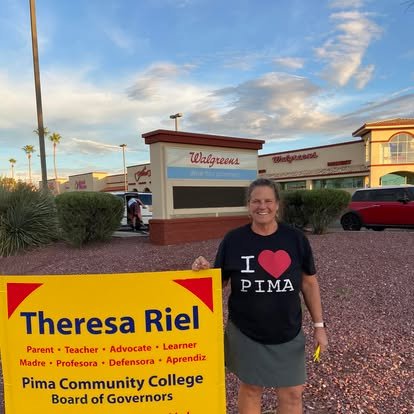 Walgreens
Walgreens
I ♥
PIMA
Theresa Riel
Parent • Teacher • Advocate • Learner
Madre • Profesora • Defensora • Aprendiz
Pima Community College
Board of Governors